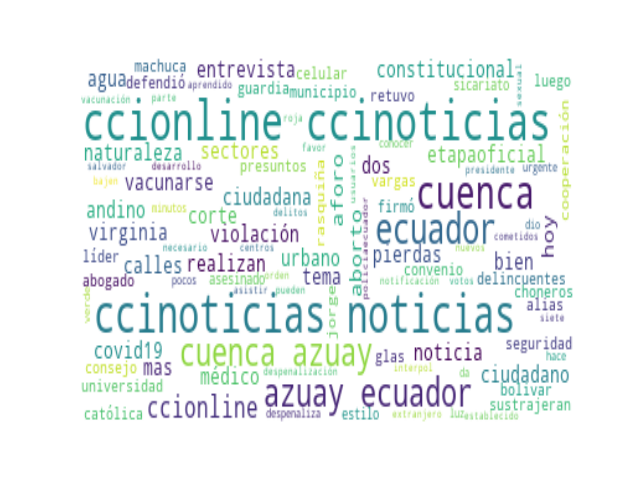 machuca
agua
defendió
aprendido
entrevista
celular
constitucional
sexual
sicariato
luego
vacunación
parte
guardia
municipio
retuvo
ccionline ccinoticias
roja
cooperación
naturaleza
sectores
favor
conocer
etapaoficial
salvador
desarrollo
presuntos
usuarios
dos
presidente
urgente
bajen
vacunarse
rasquiña
aforo
vargas
cuenca
andino
minutos
ciudadana
corte
delitos
firmó
ecuador
dio
hoy
virginia
violación
aborto
policiaecuador
cometidos
necesario
centros
líder
calles
realizan
urbano
pierdas
nuevos
bien
abogado
pocos
asesinado
orden
tema
convenio
notificación
votos
delincuentes
verde
asistir
pueden
jorge
choneros
alias
siete
ccinoticias noticias
covid19
cuenca azuay
glas
noticia
seguridad
hace
consejo
mas
médico
despenalización
interpol
da
ciudadano
universidad
azuay ecuador
bolivar
católica
ccionline
despenaliza
estilo
extranjero
luz
establecido
sustrajeran